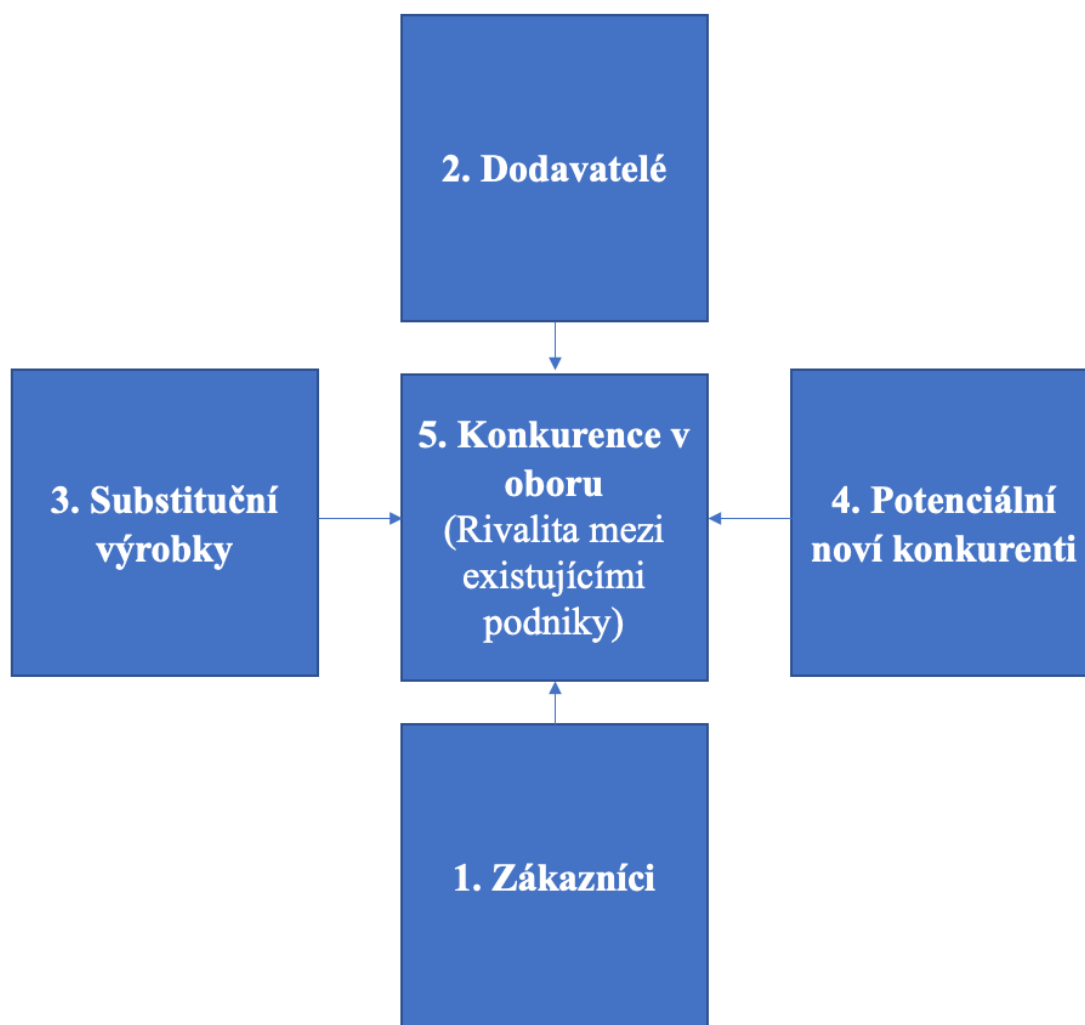 2. Dodavatelé
3. Substituční
výrobky
5. Konkurence v
oboru
(Rivalita mezi
existujícími
podniky)
4. Potenciální
noví konkurenti
1. Zákazníci